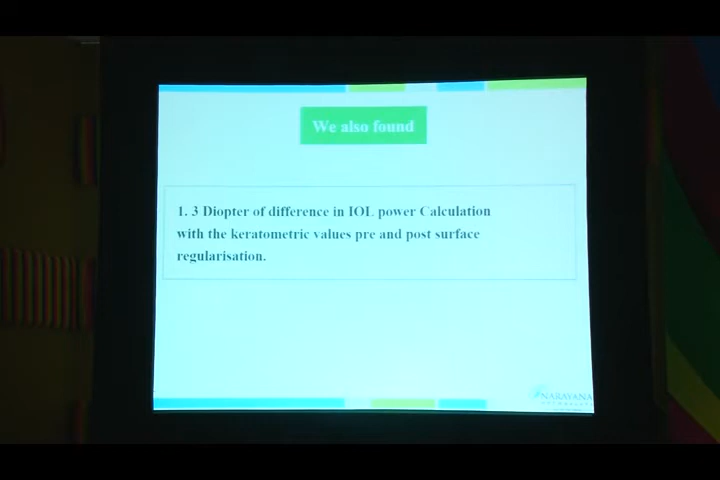 We also found
1. 3 Diopter of difference in IOL power Calculation
with the keratometric values pre and post surface
regularisation.
NARAYANA